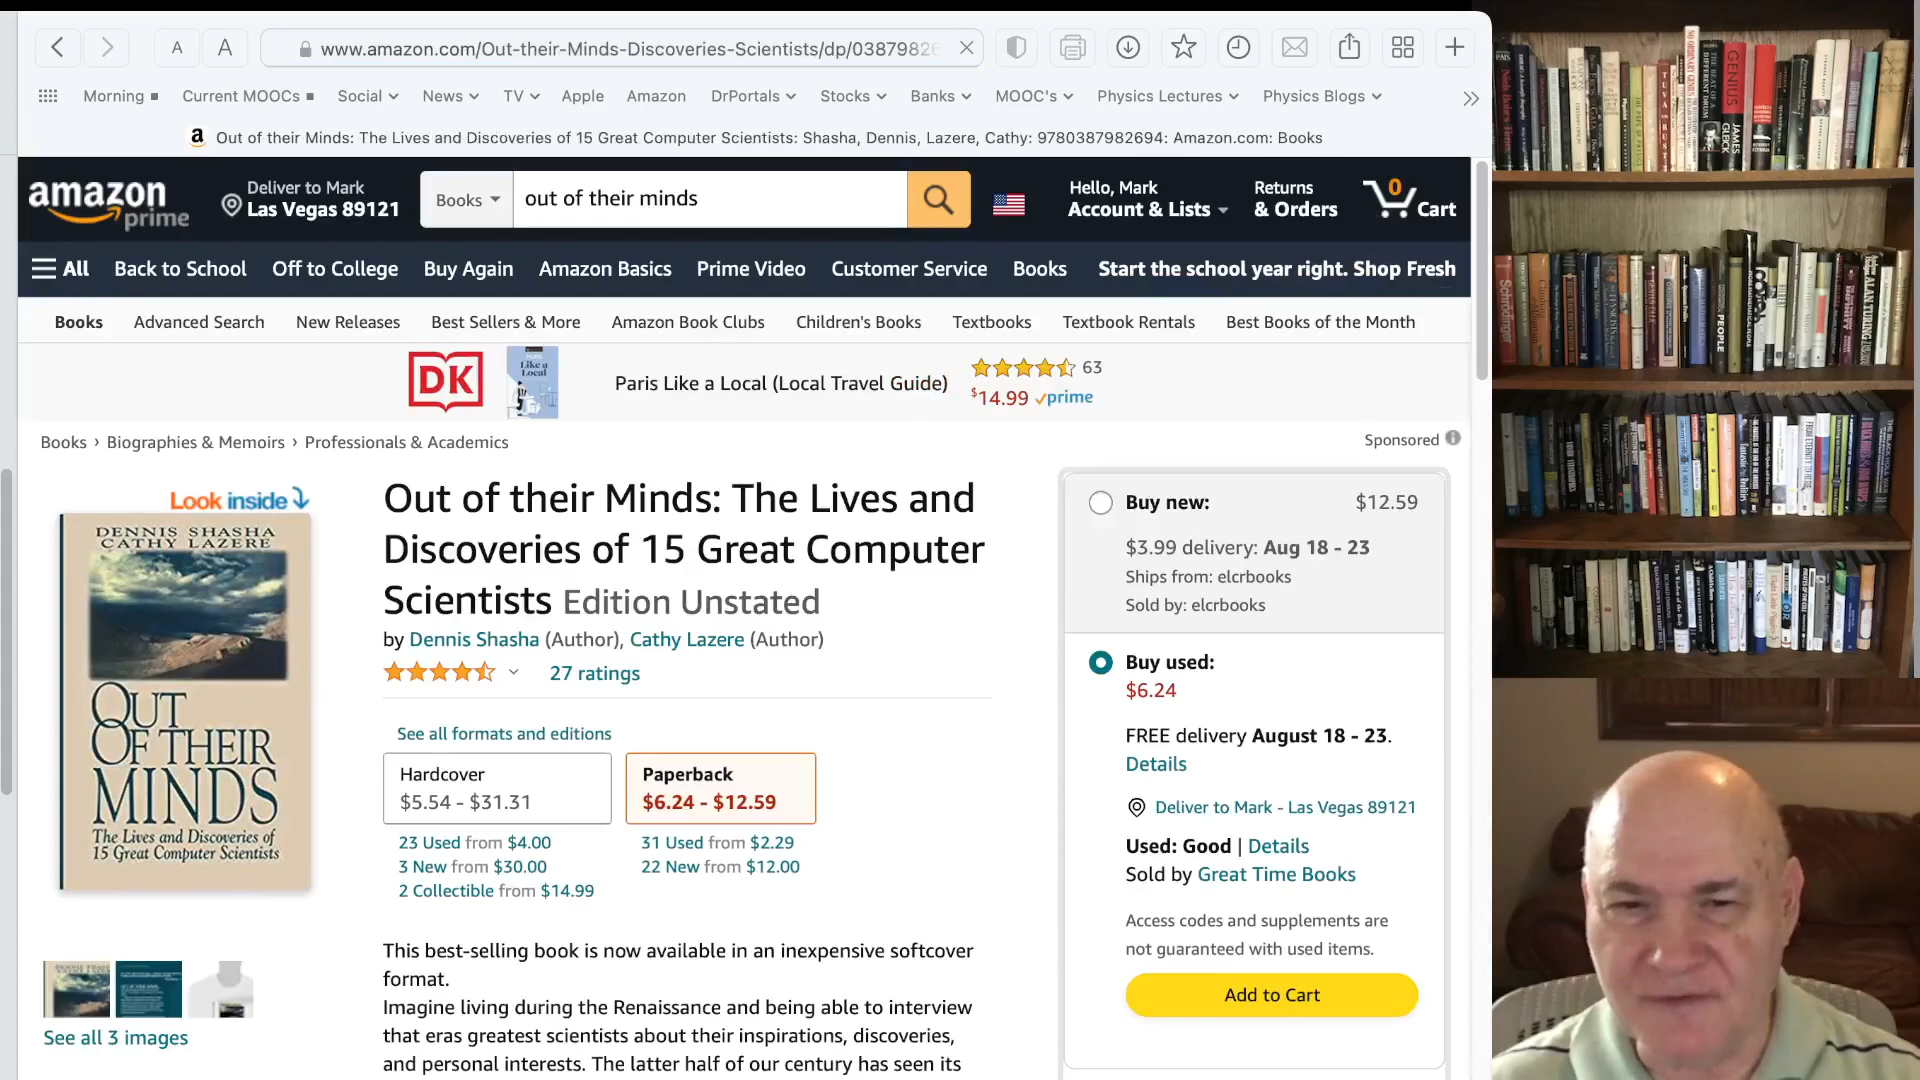 A
A
www.amazon.com/Out-their-Minds-Discoveries-Scientists/dp/03879826
Morning
Current MOOCs
Social
News
TV
Apple
Amazon
DrPortals
Stocks
Banks
MOOC's
Physics Lectures
Physics Blogs
Out of their Minds: The Lives and Discoveries of 15 Great Computer Scientists: Shasha, Dennis, Lazere, Cathy: 9780387982694: Amazon.com: Books
amazon prime
Deliver to Mark
Las Vegas 89121
Books
out of their minds
Hello, Mark
Account & Lists
Returns
& Orders
0
Cart
All
Back to School
Off to College
Buy Again
Amazon Basics
Prime Video
Customer Service
Books
Start the school year right. Shop Fresh
Books
Advanced Search
New Releases
Best Sellers & More
Amazon Book Clubs
Children's Books
Textbooks
Textbook Rentals
Best Books of the Month
DK
Like a
Local
Paris Like a Local (Local Travel Guide)
63
$14.99 prime
Books › Biographies & Memoirs › Professionals & Academics
Sponsored
Look inside
DENNIS SHASHA
CATHY LAZERE
OUT
OF THEIR
MINDS
The Lives and Discoveries of
15 Great Computer Scientists
See all 3 images
Out of their Minds: The Lives and
Discoveries of 15 Great Computer
Scientists Edition Unstated
by Dennis Shasha (Author), Cathy Lazere (Author)
27 ratings
See all formats and editions
Hardcover
$5.54 - $31.31
23 Used from $4.00
3 New from $30.00
2 Collectible from $14.99
Paperback
$6.24 - $12.59
31 Used from $2.29
22 New from $12.00
This best-selling book is now available in an inexpensive softcover
format.
Imagine living during the Renaissance and being able to interview
that eras greatest scientists about their inspirations, discoveries,
and personal interests. The latter half of our century has seen its
Buy new:
$12.59
$3.99 delivery: Aug 18 - 23
Ships from: elcrbooks
Sold by: elcrbooks
Buy used:
$6.24
FREE delivery August 18 - 23.
Details
Deliver to Mark - Las Vegas 89121
Used: Good | Details
Sold by Great Time Books
Access codes and supplements are
not guaranteed with used items.
Add to Cart
GENIUS
JAMES
GLEICK
Schrödinger
PEOPLE
ALAN TURING